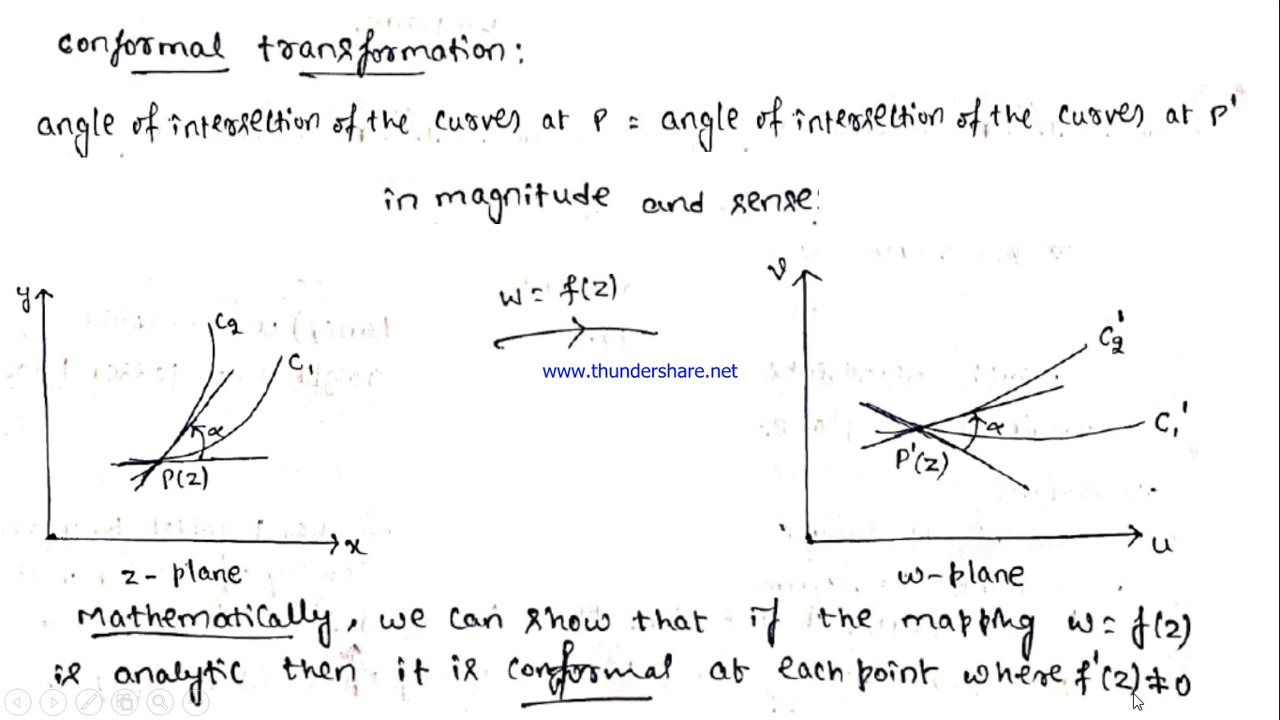 conformal transformation:
angle of intersection of the curves at P = angle of intersection of the curves at P'
in magnitude and sense:
y
C2
C1
α
P(z)
x
z - plane
w = f(z)
www.thundershare.net
v
C2'
C1'
α
P'(z)
u
w-plane
Mathematically, we can show that if the mapping w = f(z)
is analytic then it is conformal at each point where f'(z) ≠ 0